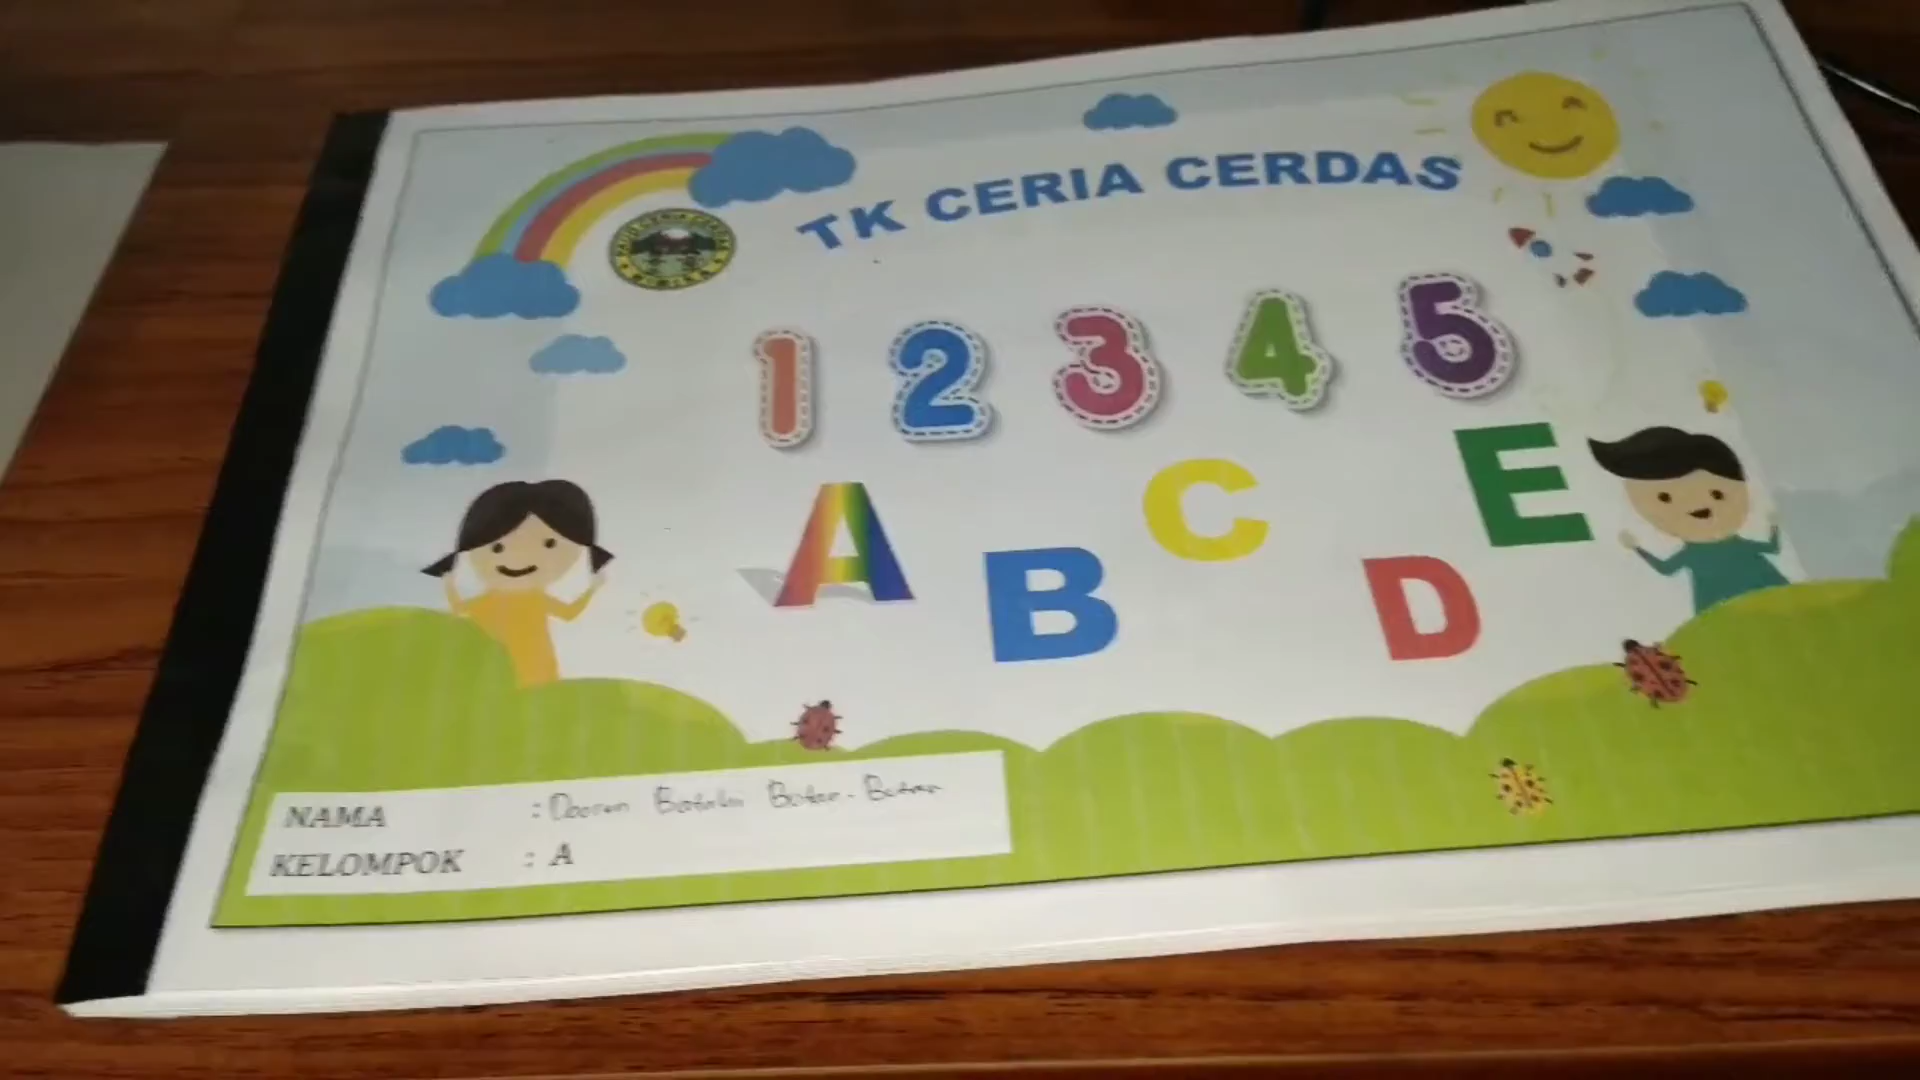 TK CERIA CERDAS
1 2 3 4 5
A B C D E
NAMA :
KELOMPOK : A